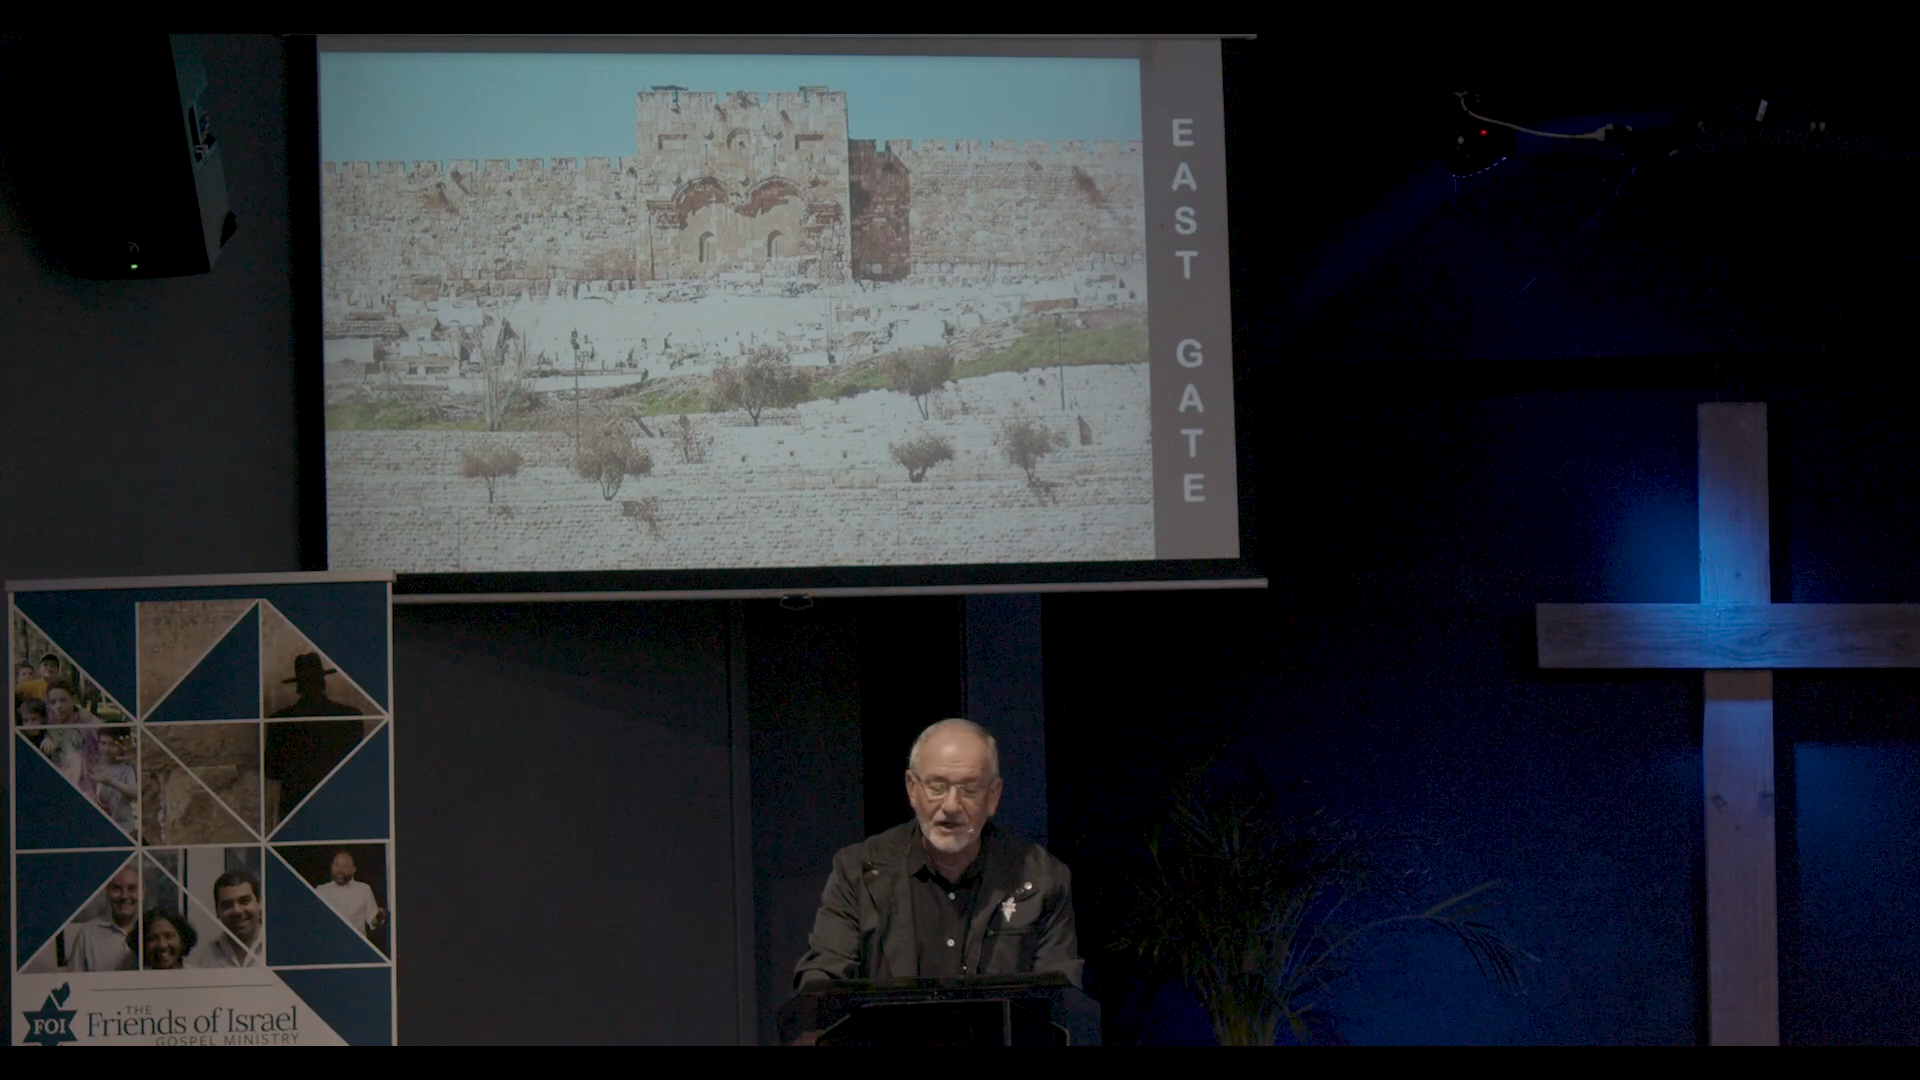 EAST GATE
FOI
THE
Friends of Israel
GOSPEL MINISTRY